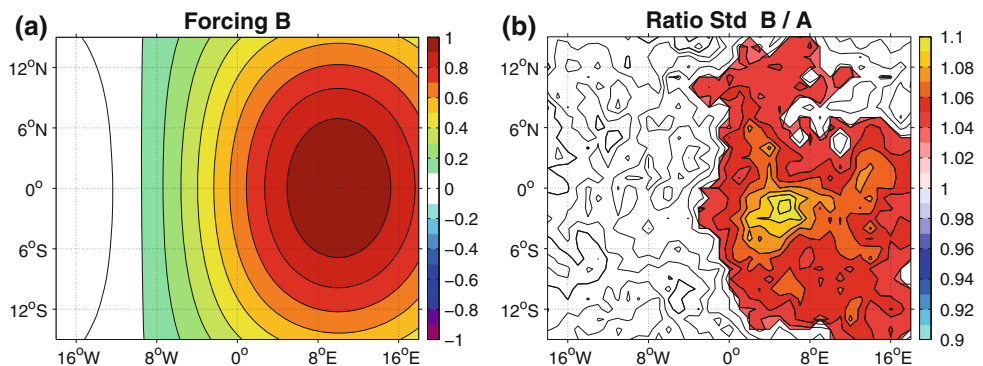 (a) Forcing B
12°N
6°N
0°
6°S
12°S
16°W 8°W 0° 8°E 16°E
1
0.8
0.6
0.4
0.2
0
−0.2
−0.4
−0.6
−0.8
−1
(b) Ratio Std B / A
12°N
6°N
0°
6°S
12°S
16°W 8°W 0° 8°E 16°E
1.1
1.08
1.06
1.04
1.02
1
0.98
0.96
0.94
0.92
0.9